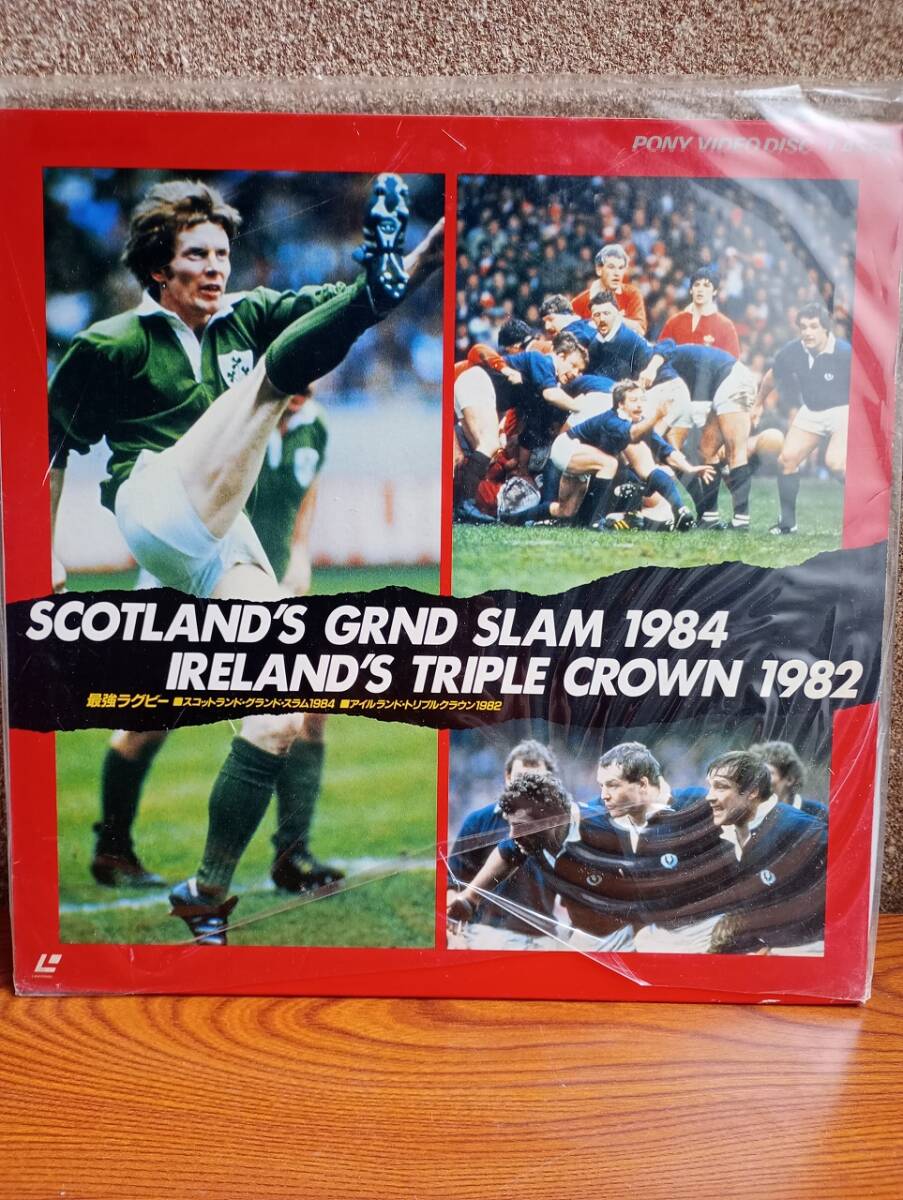 PONY VIDEO DISC
SCOTLAND'S GRND SLAM 1984
IRELAND'S TRIPLE CROWN 1982
最強ラグビー ■スコットランド・グランド・スラム1984 ■アイルランド・トリプルクラウン1982